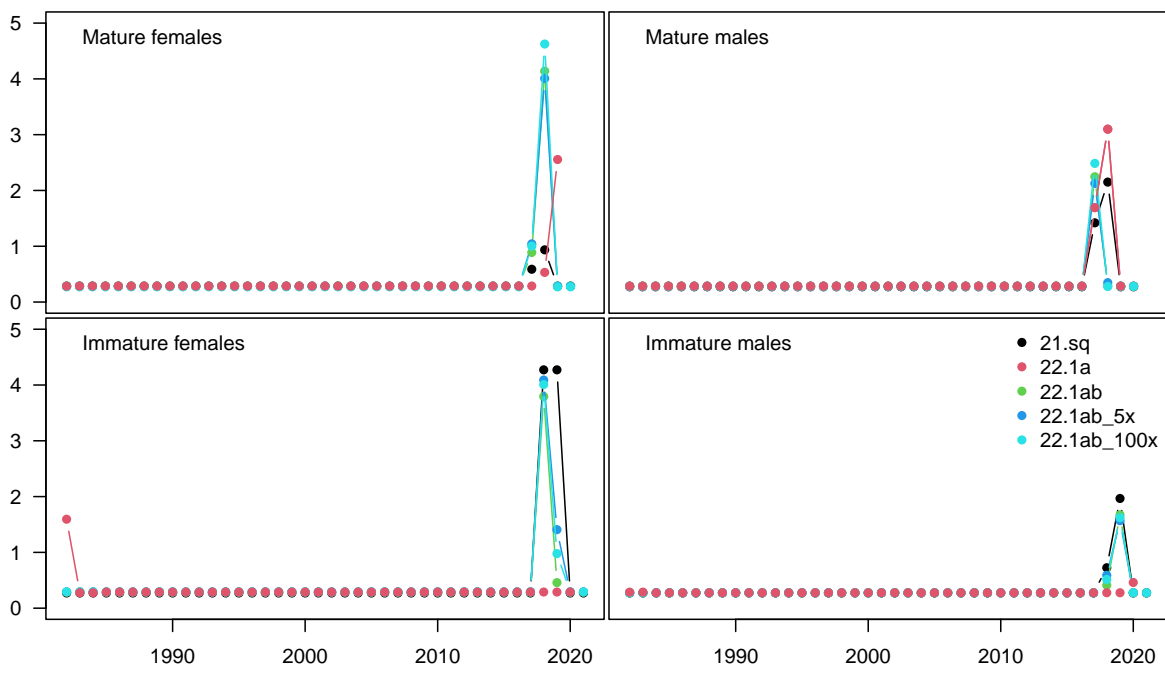 Mature females
Mature males
5
4
3
2
1
0
Immature females
Immature males
5
4
3
2
1
0
21.sq
22.1a
22.1ab
22.1ab_5x
22.1ab_100x
1990
2000
2010
2020
1990
2000
2010
2020